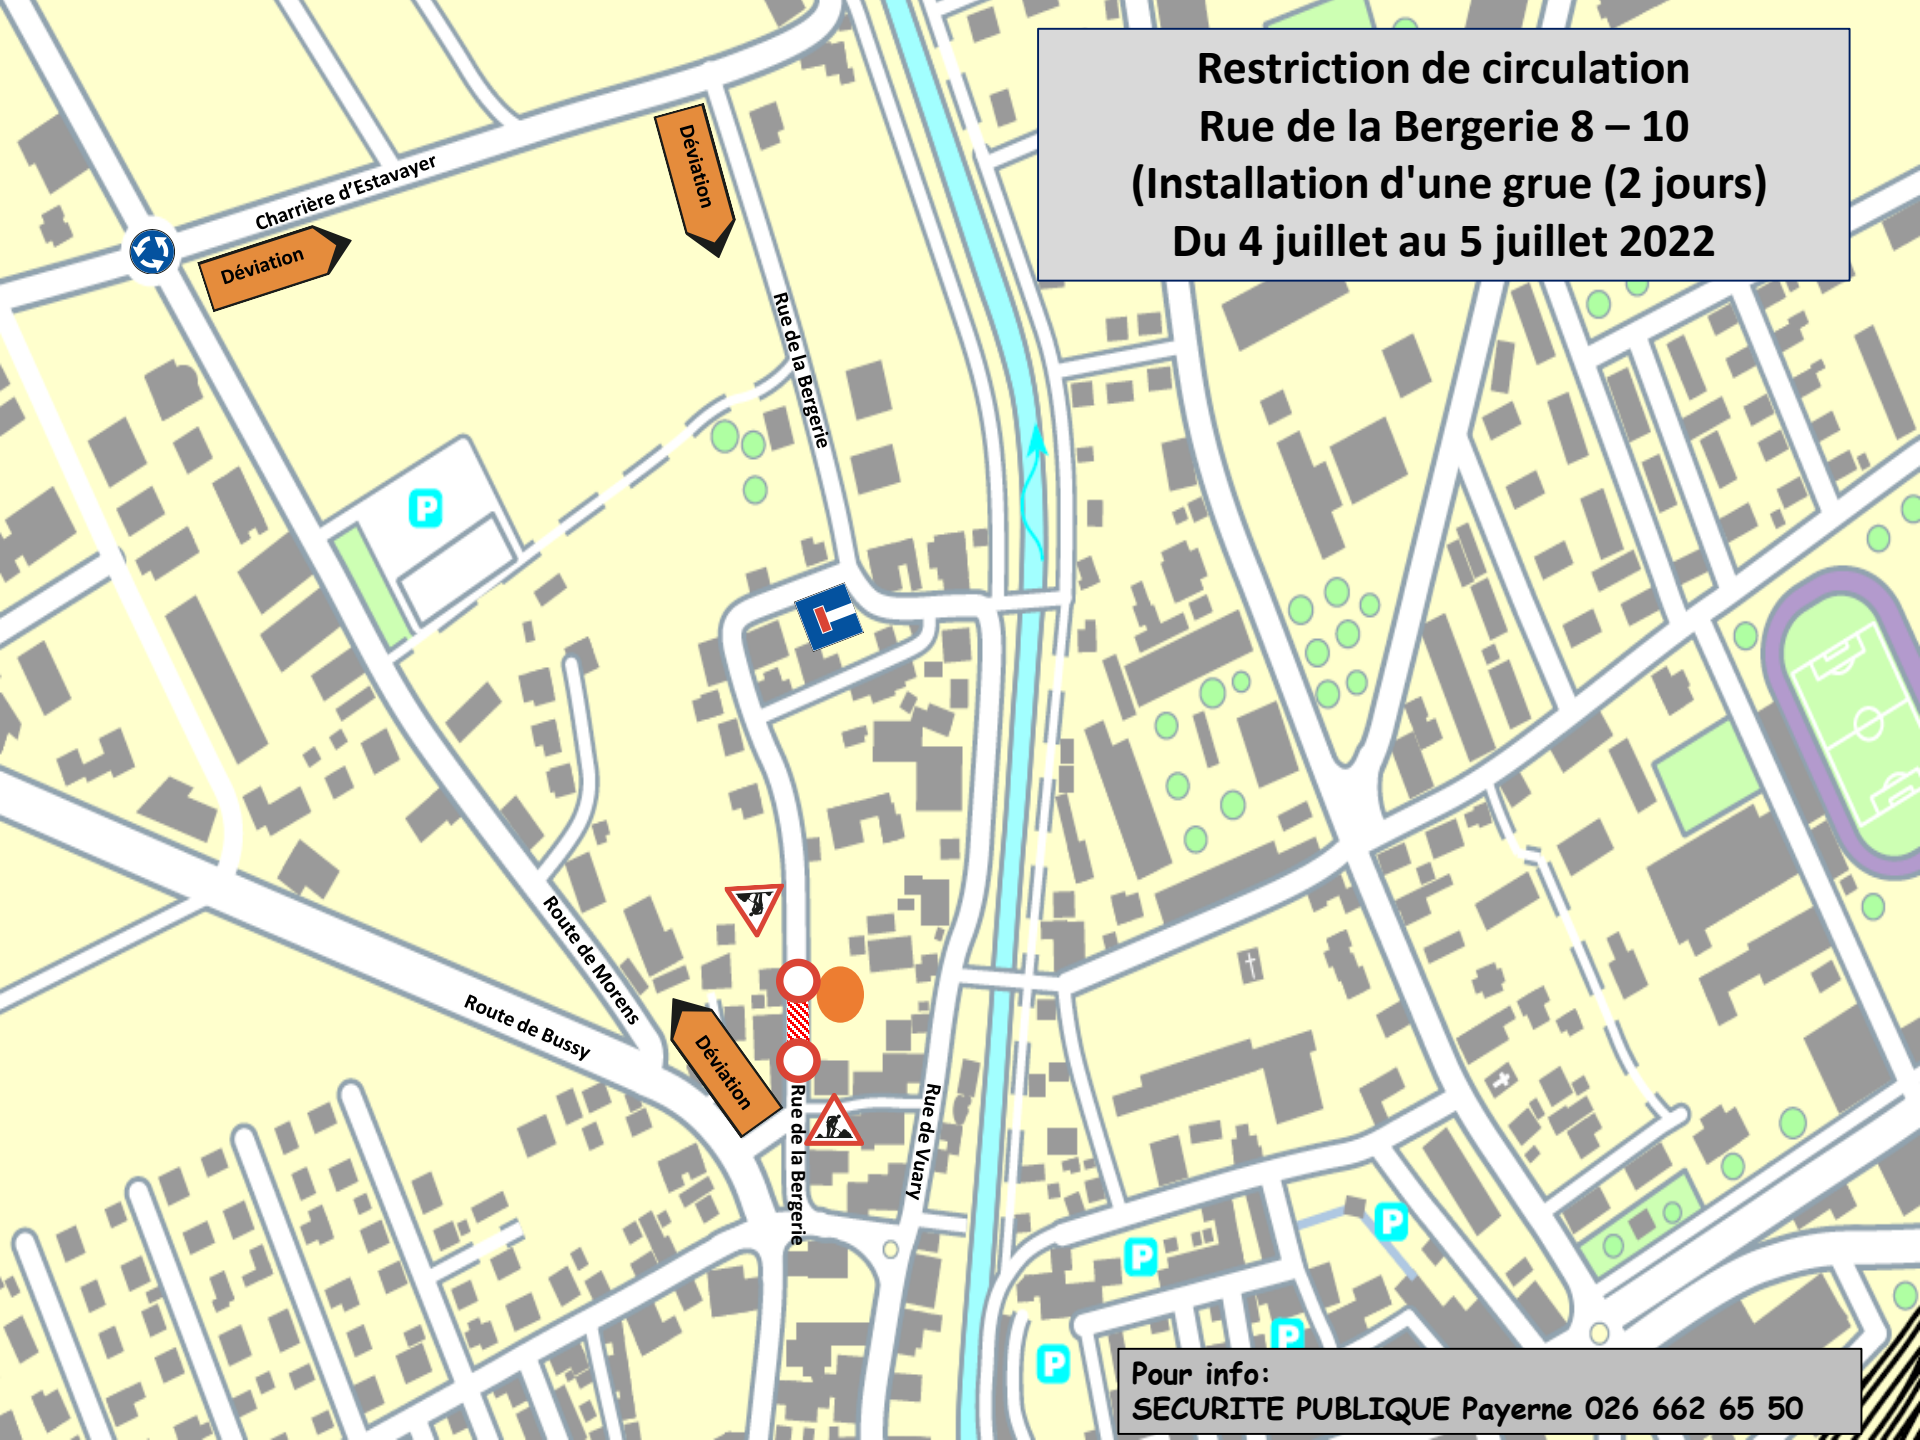 Restriction de circulation
Rue de la Bergerie 8 – 10
(Installation d'une grue (2 jours)
Du 4 juillet au 5 juillet 2022
Charrière d'Estavayer
Déviation
Déviation
Rue de la Bergerie
P
Route de Morens
Route de Bussy
Déviation
Rue de la Bergerie
Rue de Vuary
P
P
P
P
Pour info:
SECURITE PUBLIQUE Payerne 026 662 65 50